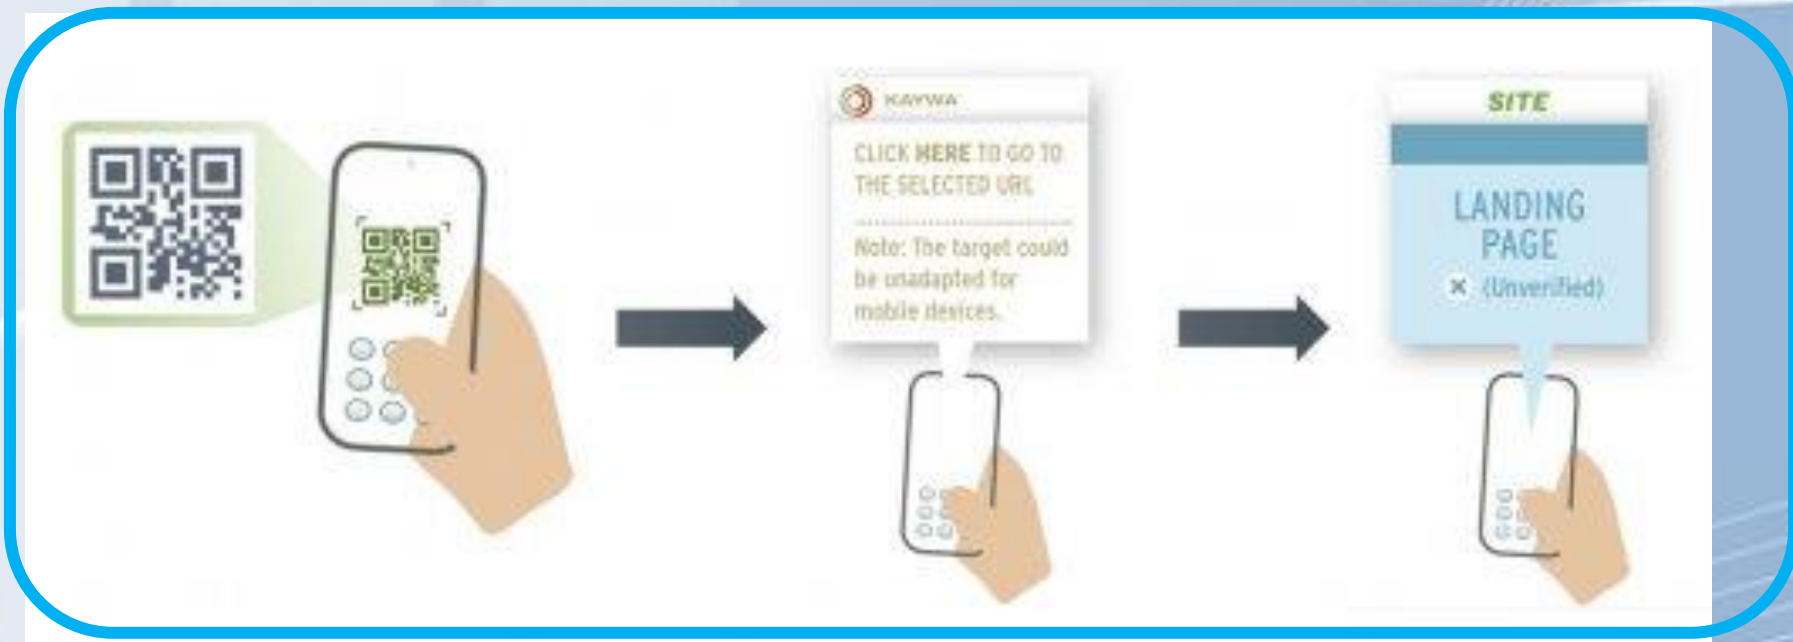 KAYWA
CLICK HERE TO GO TO
THE SELECTED URL
Note: The target could
be unadapted for
mobile devices.
SITE
LANDING
PAGE
(Unverified)